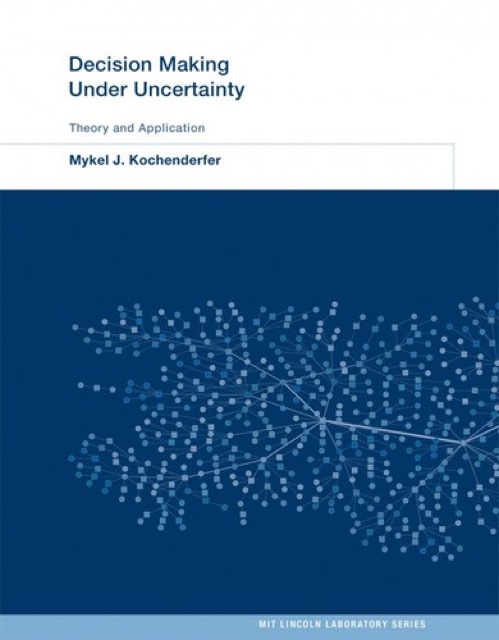 Decision Making
Under Uncertainty
Theory and Application
Mykel J. Kochenderfer
MIT LINCOLN LABORATORY SERIES